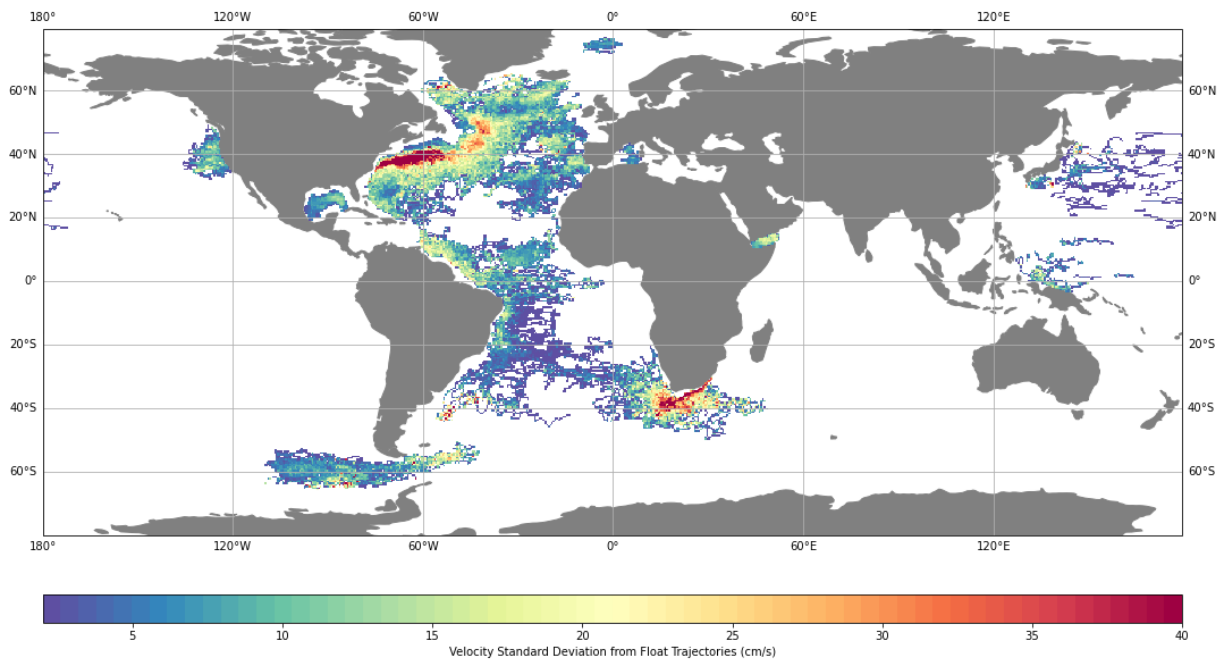 180° 120°W 60°W 0° 60°E 120°E
60°N 60°N
40°N 40°N
20°N 20°N
0° 0°
20°S 20°S
40°S 40°S
60°S 60°S
180° 120°W 60°W 0° 60°E 120°E
5 10 15 20 25 30 35 40
Velocity Standard Deviation from Float Trajectories (cm/s)